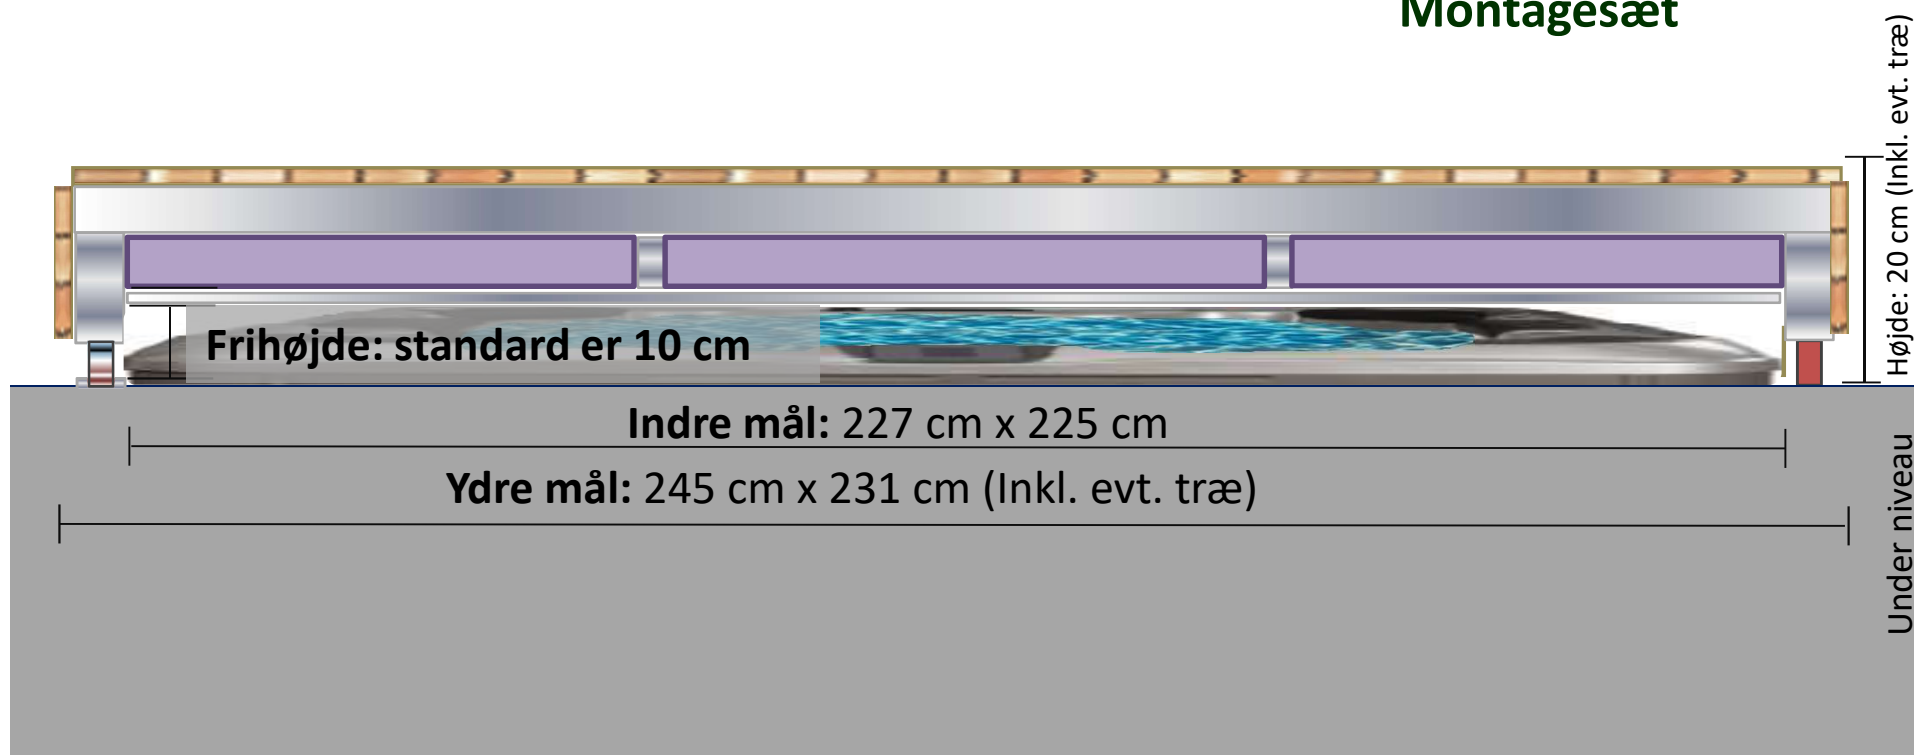 Montagesæt
Højde: 20 cm (Inkl. evt. træ)
Frihøjde: standard er 10 cm
Indre mål: 227 cm x 225 cm
Ydre mål: 245 cm x 231 cm (Inkl. evt. træ)
Under niveau